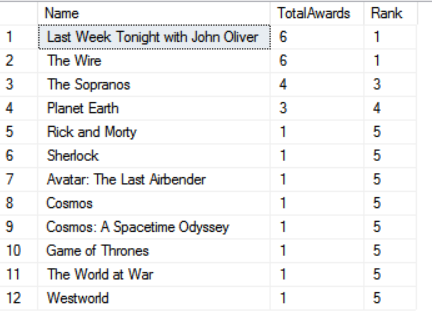 Name TotalAwards Rank
1 Last Week Tonight with John Oliver 6 1
2 The Wire 6 1
3 The Sopranos 4 3
4 Planet Earth 3 4
5 Rick and Morty 1 5
6 Sherlock 1 5
7 Avatar: The Last Airbender 1 5
8 Cosmos 1 5
9 Cosmos: A Spacetime Odyssey 1 5
10 Game of Thrones 1 5
11 The World at War 1 5
12 Westworld 1 5